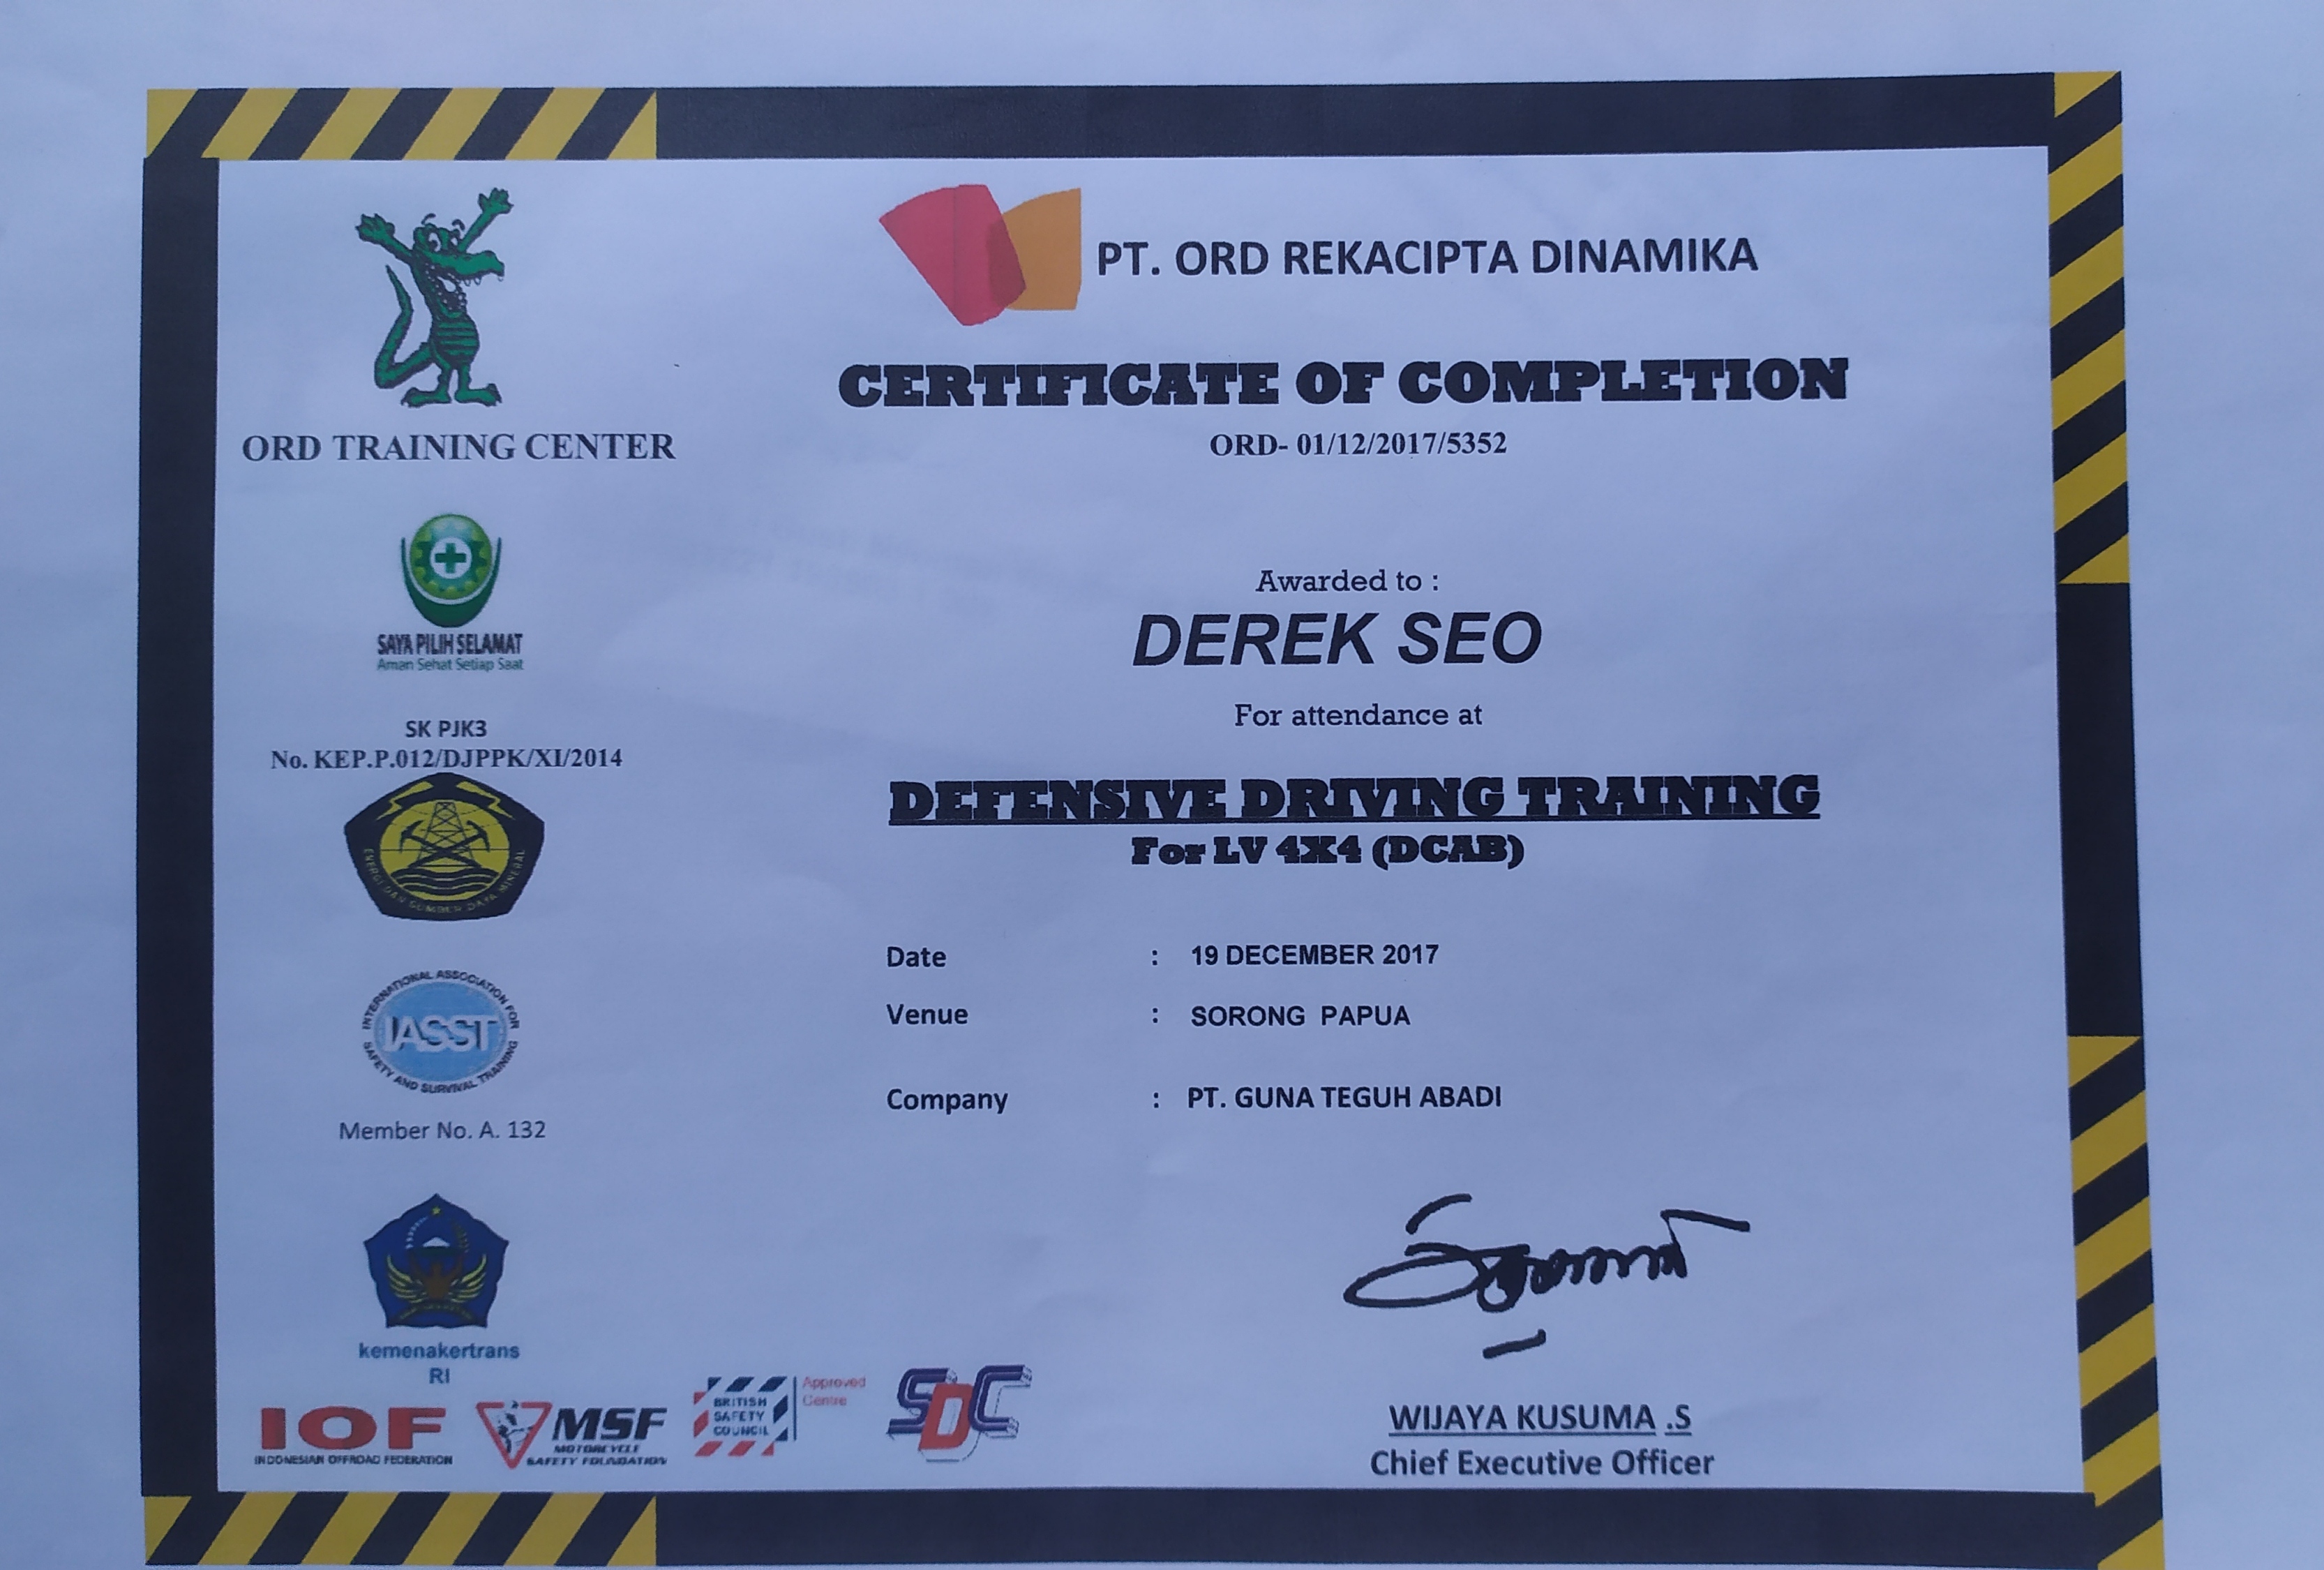 PT. ORD REKACIPTA DINAMIKA
CERTIFICATE OF COMPLETION
ORD- 01/12/2017/5352
ORD TRAINING CENTER
SAYA PILIH SELAMAT
Aman Sehat Setiap Saat
SK PJK3
No. KEP.P.012/DJPPK/XI/2014
ENERGI DAN SUMBER DAYA MINERAL
INTERNATIONAL ASSOCIATION FOR
IASST
SAFETY AND SURVIVAL TRAINING
Member No. A. 132
kemenakertrans
RI
IOF
INDONESIAN OFFROAD FEDERATION
MSF
MOTORCYCLE
SAFETY FOUNDATION
BRITISH
SAFETY
COUNCIL
Approved
Centre
SDC
Awarded to :
DEREK SEO
For attendance at
DEFENSIVE DRIVING TRAINING
For LV 4X4 (DCAB)
Date : 19 DECEMBER 2017
Venue : SORONG PAPUA
Company : PT. GUNA TEGUH ABADI
WIJAYA KUSUMA .S
Chief Executive Officer